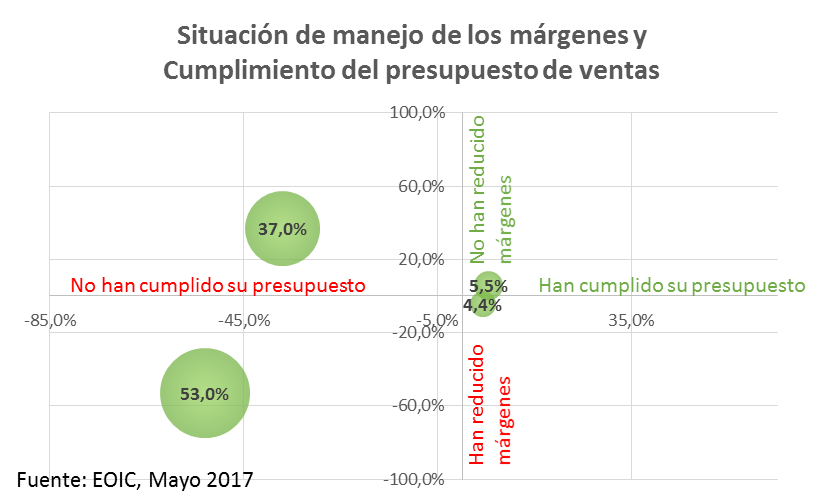 Situación de manejo de los márgenes y
Cumplimiento del presupuesto de ventas
100,0%
60,0%
20,0%
-20,0%
-60,0%
-100,0%
-85,0%
-45,0%
-5,0%
35,0%
No han reducido
márgenes
37,0%
No han cumplido su presupuesto
5,5%
Han cumplido su presupuesto
4,4%
Han reducido
márgenes
53,0%
Fuente: EOIC, Mayo 2017